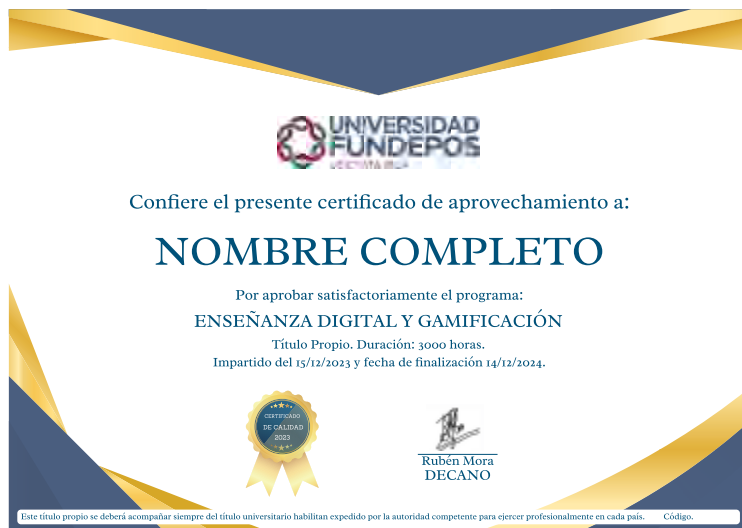 UNIVERSIDAD
FUNDEPOS
Confiere el presente certificado de aprovechamiento a:
NOMBRE COMPLETO
Por aprobar satisfactoriamente el programa:
ENSEÑANZA DIGITAL Y GAMIFICACIÓN
Título Propio. Duración: 3000 horas.
Impartido del 15/12/2023 y fecha de finalización 14/12/2024.
CERTIFICADO
DE CALIDAD
2023
Rubén Mora
DECANO
Este título propio se deberá acompañar siempre del título universitario habilitan expedido por la autoridad competente para ejercer profesionalmente en cada país. Código.